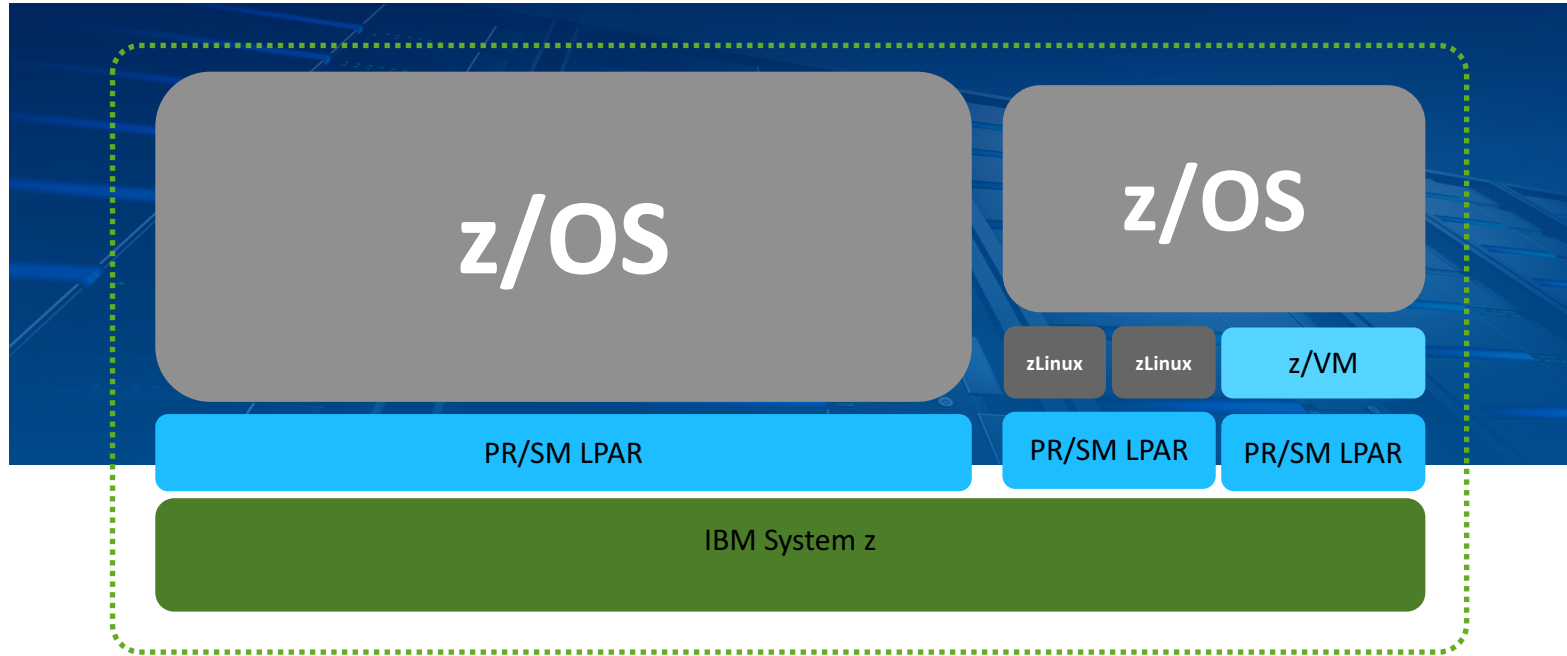 z/OS
z/OS
zLinux
zLinux
z/VM
PR/SM LPAR
PR/SM LPAR
PR/SM LPAR
IBM System z